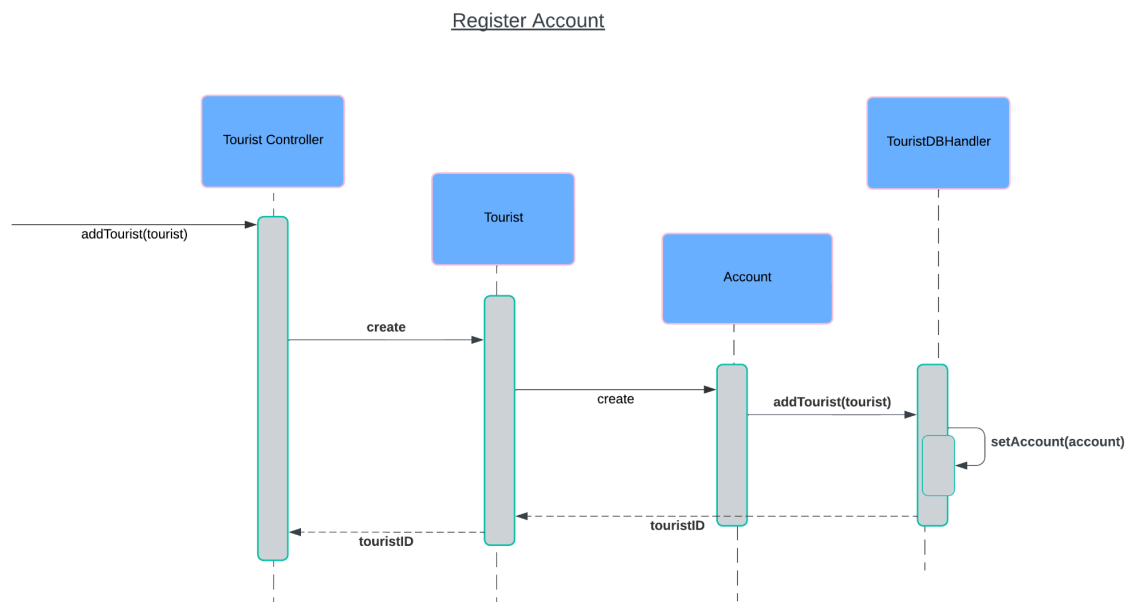 Register Account
Tourist Controller
TouristDBHandler
Tourist
addTourist(tourist)
Account
create
create
addTourist(tourist)
setAccount(account)
touristID
touristID